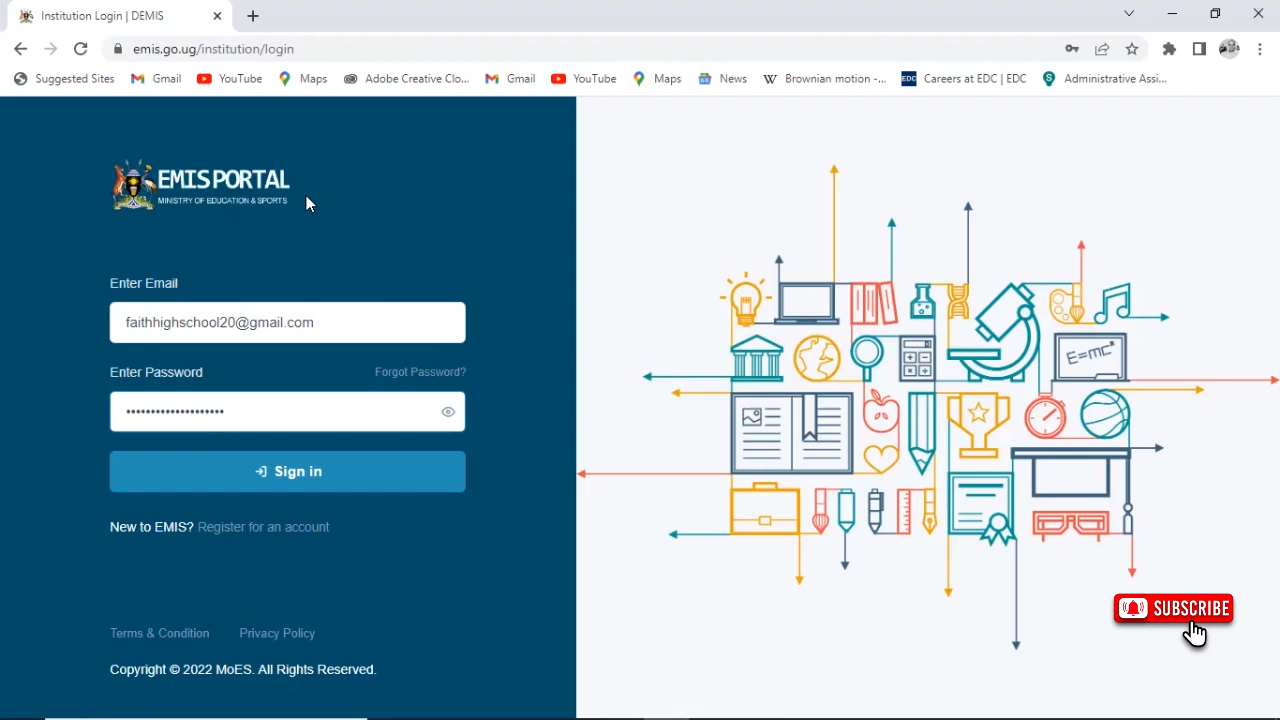 Institution Login | DEMIS
emis.go.ug/institution/login
Suggested Sites Gmail YouTube Maps Adobe Creative Clo... Gmail YouTube Maps News Brownian motion -... EDC Careers at EDC | EDC Administrative Assi...
EMIS PORTAL
MINISTRY OF EDUCATION & SPORTS
Enter Email
faithhighschool20@gmail.com
Enter Password Forgot Password?
••••••••••••••••••••
Sign in
New to EMIS? Register for an account
Terms & Condition Privacy Policy
Copyright © 2022 MoES. All Rights Reserved.
E=mc²
SUBSCRIBE